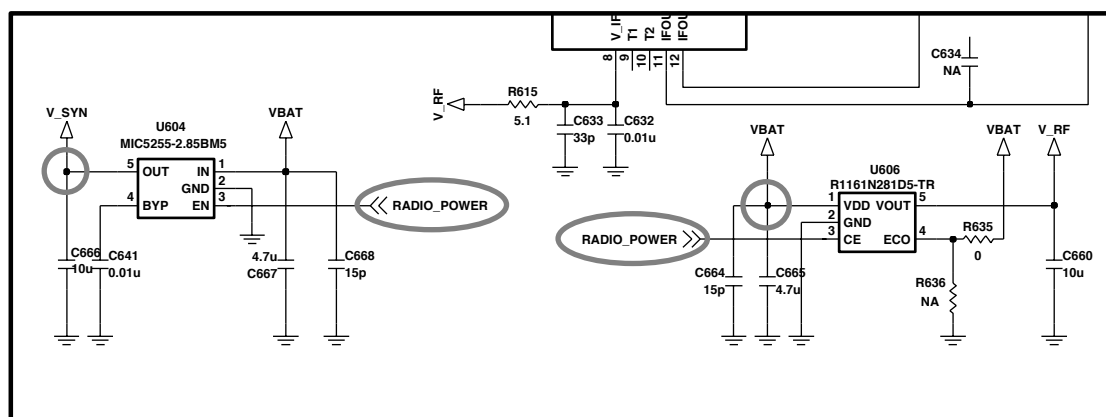 V_IF
T1
T2
IFOU
IFOU
8
9
10
11
12
C634
NA
V_RF
R615
5.1
C633
33p
C632
0.01u
V_SYN
U604
MIC5255-2.85BM5
VBAT
5
OUT
IN
1
GND
2
4
BYP
EN
3
RADIO_POWER
C666
10u
C641
0.01u
4.7u
C667
C668
15p
VBAT
VBAT
V_RF
U606
R1161N281D5-TR
1
VDD
VOUT
5
2
GND
RADIO_POWER
3
CE
ECO
4
R635
0
C664
15p
C665
4.7u
R636
NA
C660
10u